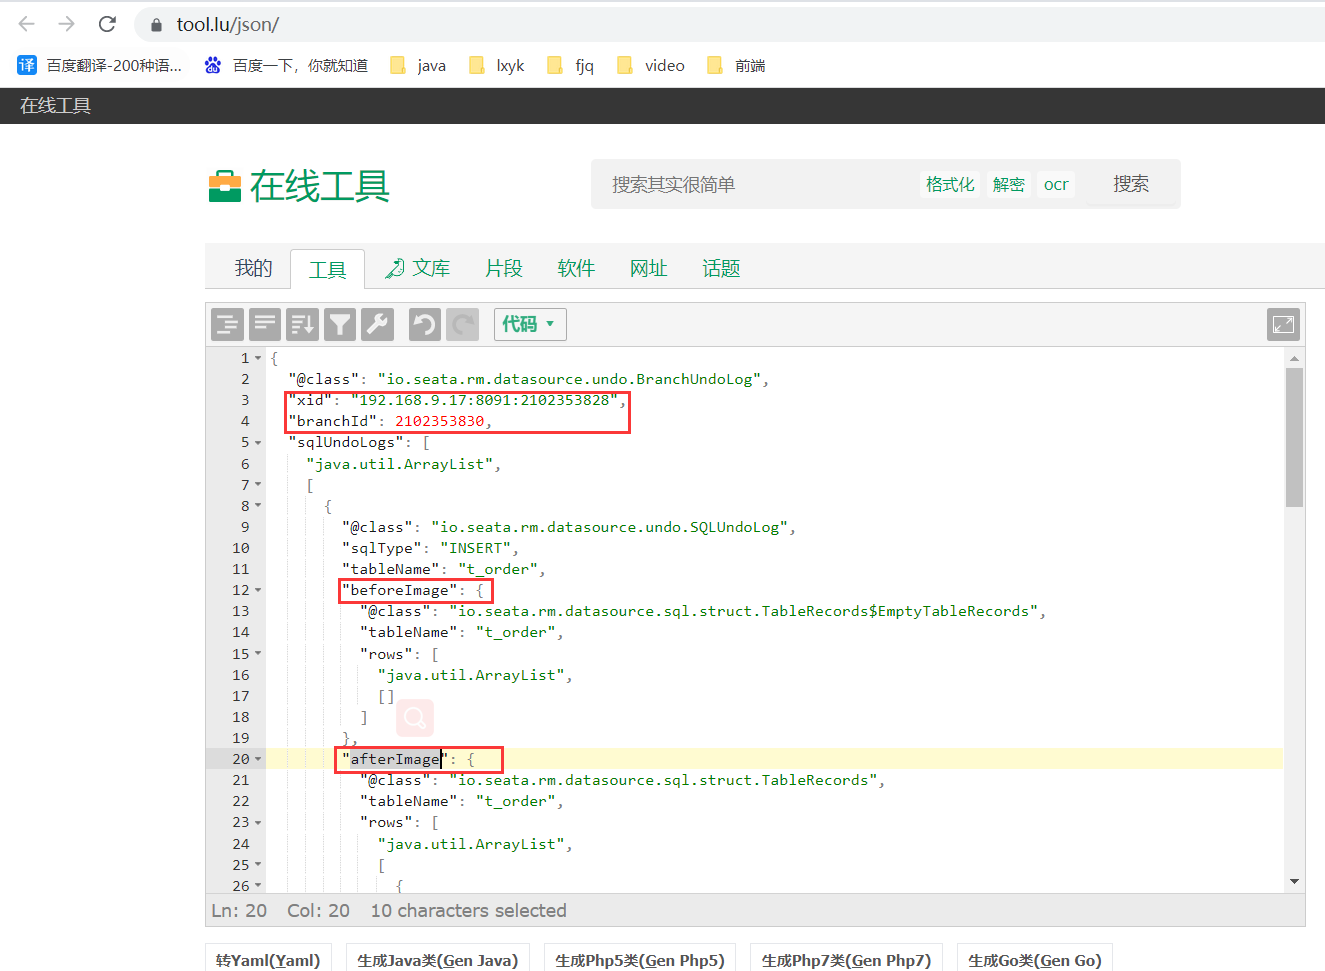 tool.lu/json/
译 百度翻译-200种语... 百度一下，你就知道 java lxyk fjq video 前端
在线工具
在线工具 搜索其实很简单 格式化 解密 ocr 搜索
我的 工具 文库 片段 软件 网址 话题
代码
1 {
2 "@class": "io.seata.rm.datasource.undo.BranchUndoLog",
3 "xid": "192.168.9.17:8091:2102353828",
4 "branchId": 2102353830,
5 "sqlUndoLogs": [
6 "java.util.ArrayList",
7 [
8 {
9 "@class": "io.seata.rm.datasource.undo.SQLUndoLog",
10 "sqlType": "INSERT",
11 "tableName": "t_order",
12 "beforeImage": {
13 "@class": "io.seata.rm.datasource.sql.struct.TableRecords$EmptyTableRecords",
14 "tableName": "t_order",
15 "rows": [
16 "java.util.ArrayList",
17 []
18 ]
19 },
20 "afterImage": {
21 "@class": "io.seata.rm.datasource.sql.struct.TableRecords",
22 "tableName": "t_order",
23 "rows": [
24 "java.util.ArrayList",
25 [
26 {
Ln: 20 Col: 20 10 characters selected
转Yaml(Yaml) 生成Java类(Gen Java) 生成Php5类(Gen Php5) 生成Php7类(Gen Php7) 生成Go类(Gen Go)